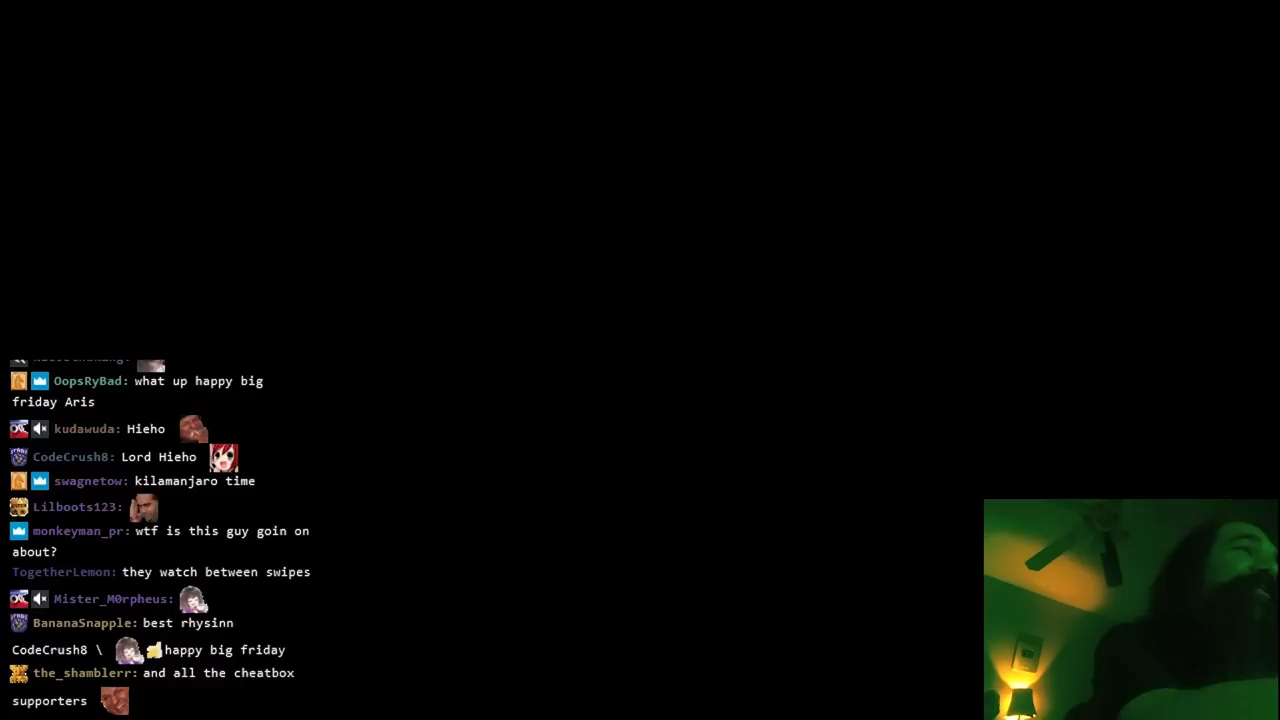 OopsRyBad: what up happy big
friday Aris
kudawuda: Hieho
CodeCrush8: Lord Hieho
swagnetow: kilamanjaro time
Lilboots123:
monkeyman_pr: wtf is this guy goin on
about?
TogetherLemon: they watch between swipes
Mister_M0rpheus:
BananaSnapple: best rhysinn
CodeCrush8 \ happy big friday
the_shamblerr: and all the cheatbox
supporters